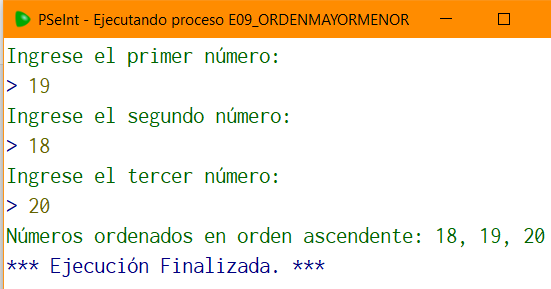 PSeInt - Ejecutando proceso E09_ORDENMAYORMENOR
Ingrese el primer número:
> 19
Ingrese el segundo número:
> 18
Ingrese el tercer número:
> 20
Números ordenados en orden ascendente: 18, 19, 20
*** Ejecución Finalizada. ***